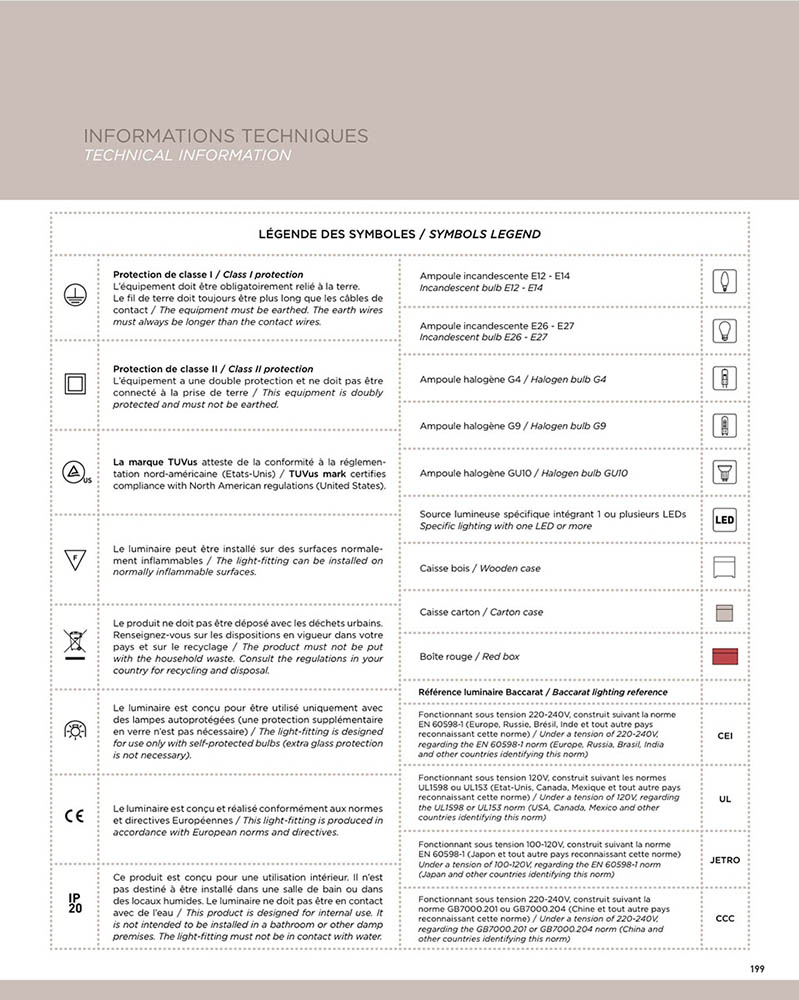 INFORMATIONS TECHNIQUES
TECHNICAL INFORMATION
LÉGENDE DES SYMBOLES / SYMBOLS LEGEND
Protection de classe I / Class I protection
L'équipement doit être obligatoirement relié à la terre.
Le fil de terre doit toujours être plus long que les câbles de
contact / The equipment must be earthed. The earth wires
must always be longer than the contact wires.
Protection de classe II / Class II protection
L'équipement a une double protection et ne doit pas être
connecté à la prise de terre / This equipment is doubly
protected and must not be earthed.
US
La marque TUVus atteste de la conformité à la réglemen-
tation nord-américaine (Etats-Unis) / TUVus mark certifies
compliance with North American regulations (United States).
F
Le luminaire peut être installé sur des surfaces normale-
ment inflammables / The light-fitting can be installed on
normally inflammable surfaces.
Le produit ne doit pas être déposé avec les déchets urbains.
Renseignez-vous sur les dispositions en vigueur dans votre
pays et sur le recyclage / The product must not be put
with the household waste. Consult the regulations in your
country for recycling and disposal.
Le luminaire est conçu pour être utilisé uniquement avec
des lampes autoprotégées (une protection supplémentaire
en verre n'est pas nécessaire) / The light-fitting is designed
for use only with self-protected bulbs (extra glass protection
is not necessary).
CE
Le luminaire est conçu et réalisé conformément aux normes
et directives Européennes / This light-fitting is produced in
accordance with European norms and directives.
IP
20
Ce produit est conçu pour une utilisation intérieur. Il n'est
pas destiné à être installé dans une salle de bain ou dans
des locaux humides. Le luminaire ne doit pas être en contact
avec de l'eau / This product is designed for internal use. It
is not intended to be installed in a bathroom or other damp
premises. The light-fitting must not be in contact with water.
Ampoule incandescente E12 - E14
Incandescent bulb E12 - E14
Ampoule incandescente E26 - E27
Incandescent bulb E26 - E27
Ampoule halogène G4 / Halogen bulb G4
Ampoule halogène G9 / Halogen bulb G9
Ampoule halogène GU10 / Halogen bulb GU10
Source lumineuse spécifique intégrant 1 ou plusieurs LEDs
Specific lighting with one LED or more
LED
Caisse bois / Wooden case
Caisse carton / Carton case
Boîte rouge / Red box
Référence luminaire Baccarat / Baccarat lighting reference
Fonctionnant sous tension 220-240V, construit suivant la norme
EN 60598-1 (Europe, Russie, Brésil, Inde et tout autre pays
reconnaissant cette norme) / Under a tension of 220-240V,
regarding the EN 60598-1 norm (Europe, Russia, Brasil, India
and other countries identifying this norm)
CEI
Fonctionnant sous tension 120V, construit suivant les normes
UL1598 ou UL153 (Etat-Unis, Canada, Mexique et tout autre pays
reconnaissant cette norme) / Under a tension of 120V, regarding
the UL1598 or UL153 norm (USA, Canada, Mexico and other
countries identifying this norm)
UL
Fonctionnant sous tension 100-120V, construit suivant la norme
EN 60598-1 (Japon et tout autre pays reconnaissant cette norme)
Under a tension of 100-120V, regarding the EN 60598-1 norm
(Japan and other countries identifying this norm)
JETRO
Fonctionnant sous tension 220-240V, construit suivant la
norme GB7000.201 ou GB7000.204 (Chine et tout autre pays
reconnaissant cette norme) / Under a tension of 220-240V,
regarding the GB7000.201 or GB7000.204 norm (China and
other countries identifying this norm)
CCC
199